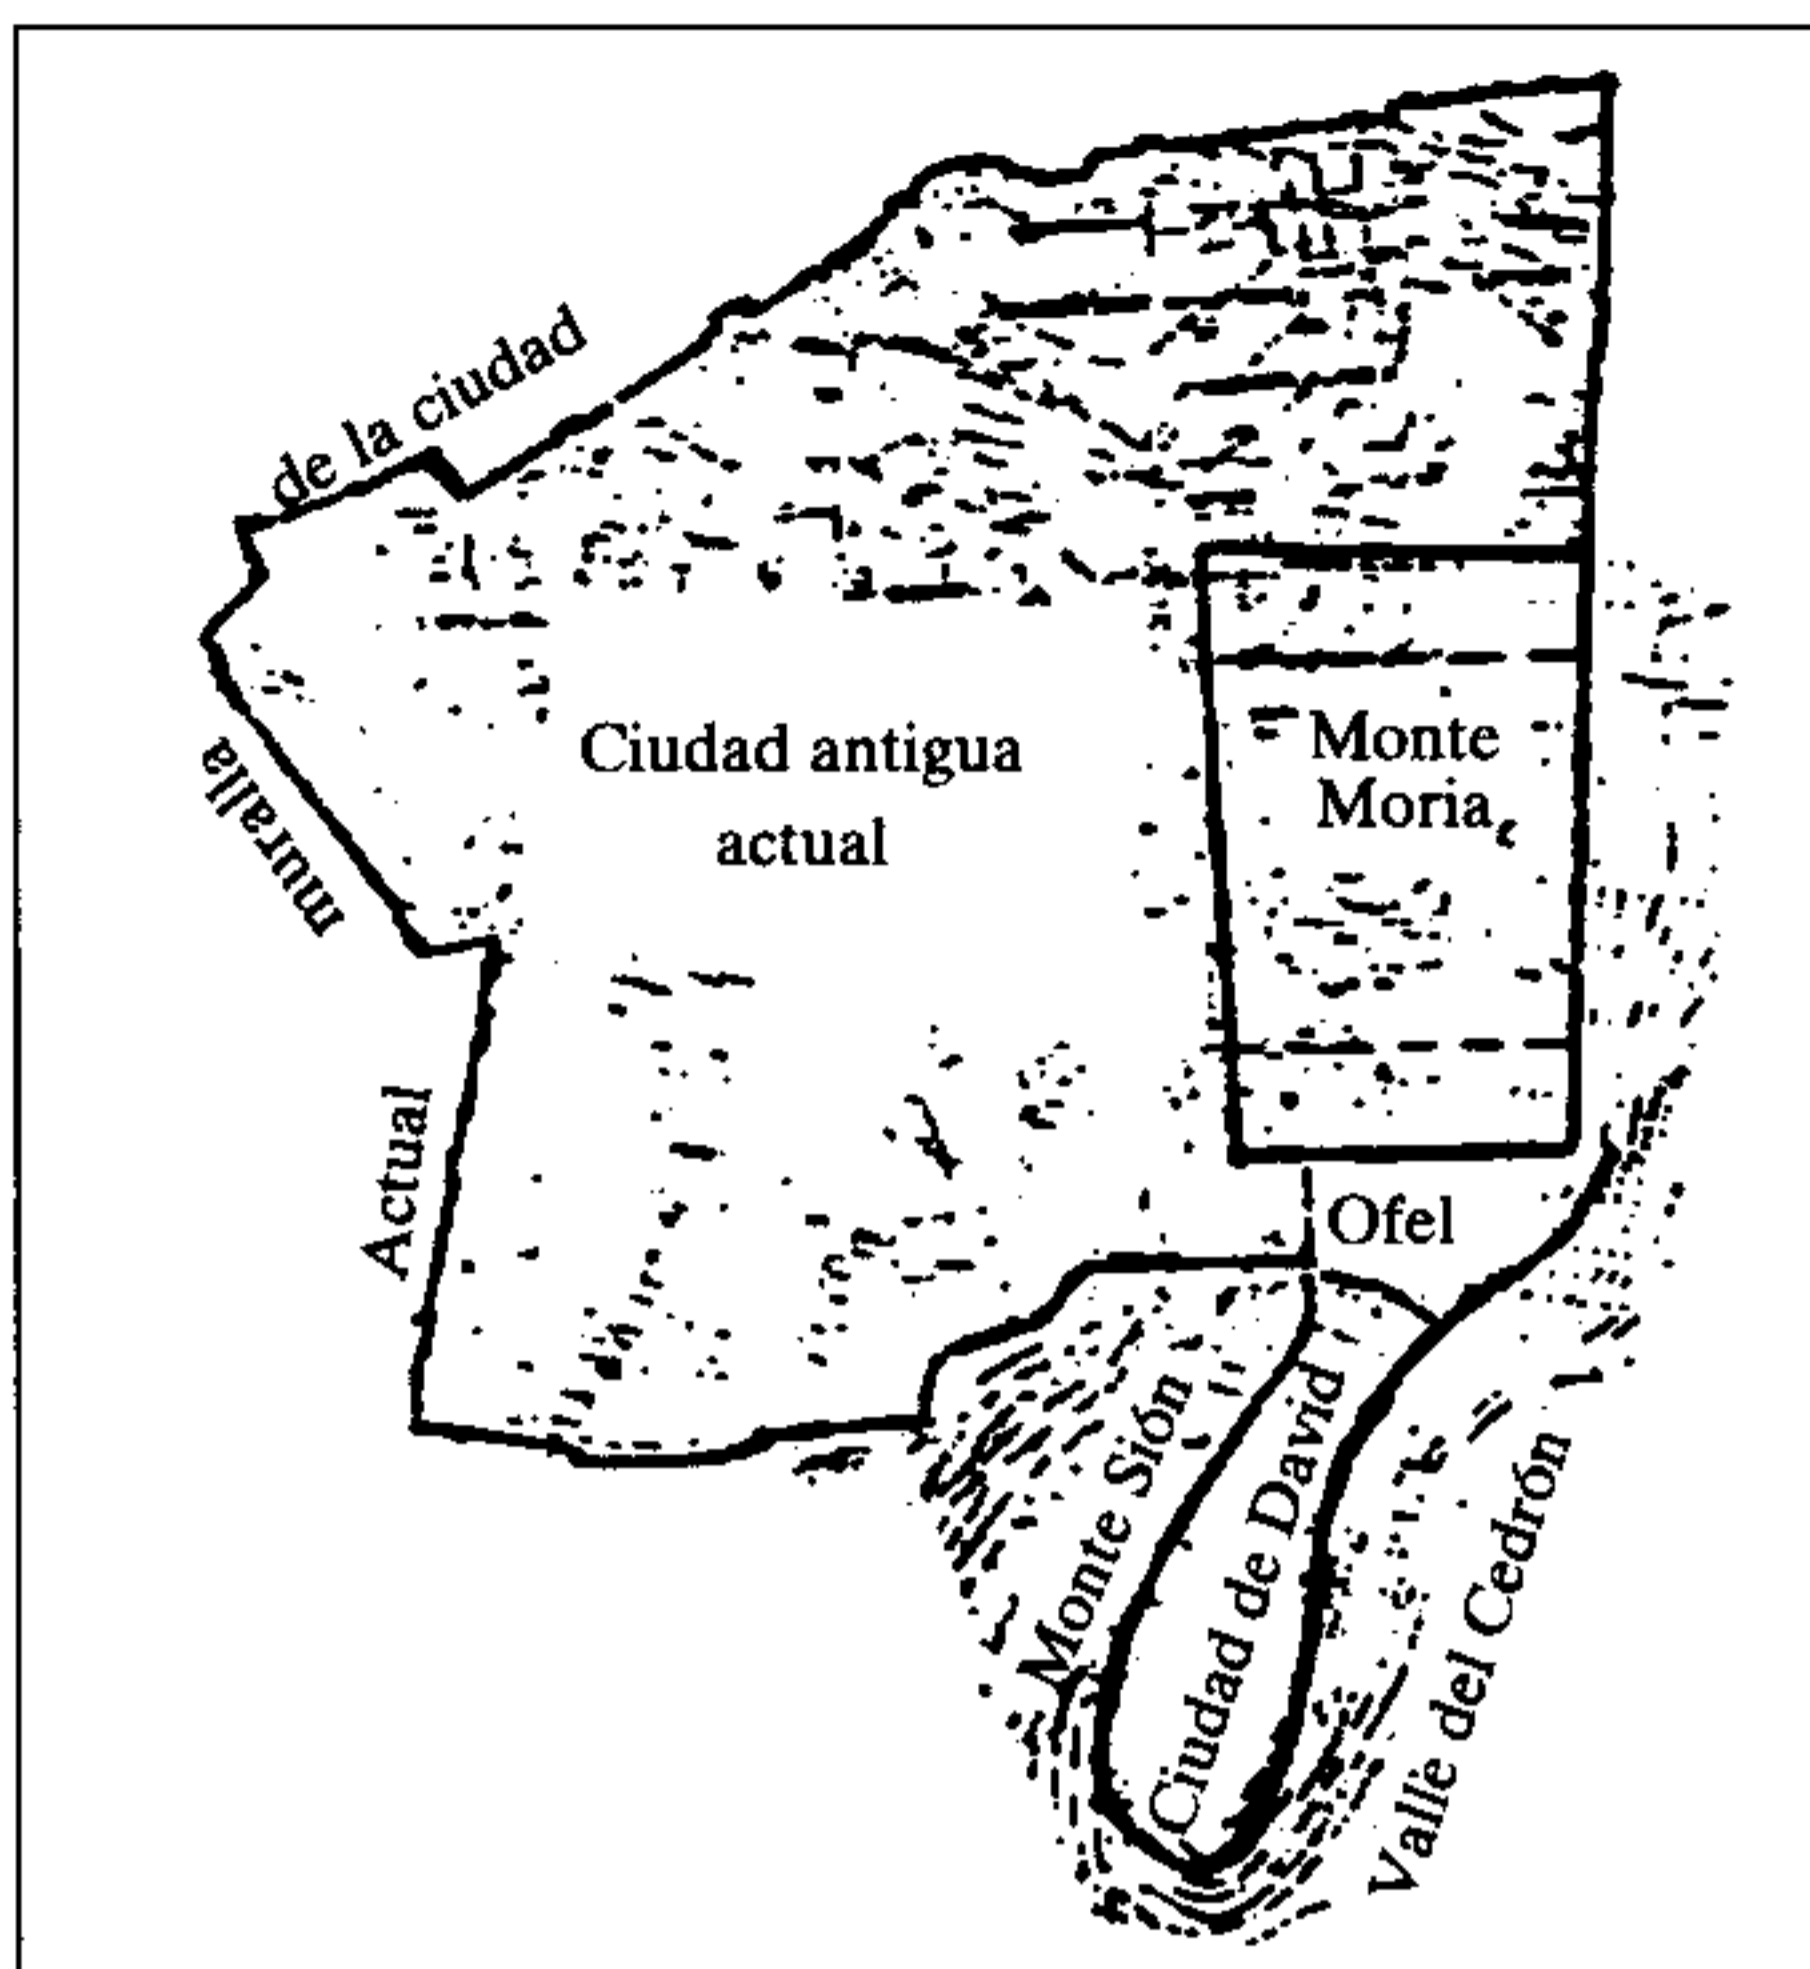 Actual
muralla
de la ciudad
Ciudad antigua
actual
Monte
Moria
Ofel
Monte Sión
Ciudad de David
Valle del Cedrón